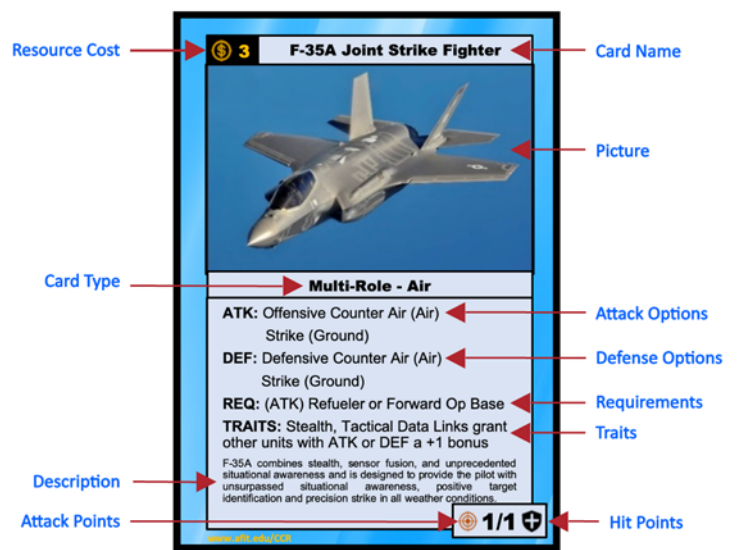 Resource Cost
3
F-35A Joint Strike Fighter
Card Name
Picture
Card Type
Multi-Role - Air
ATK: Offensive Counter Air (Air)
Strike (Ground)
Attack Options
DEF: Defensive Counter Air (Air)
Strike (Ground)
Defense Options
REQ: (ATK) Refueler or Forward Op Base
Requirements
TRAITS: Stealth, Tactical Data Links grant
other units with ATK or DEF a +1 bonus
Traits
F-35A combines stealth, sensor fusion, and unprecedented
situational awareness and is designed to provide the pilot with
unsurpassed situational awareness, positive target
identification and precision strike in all weather conditions.
Description
Attack Points
1/1
Hit Points
www.afit.edu/CCR